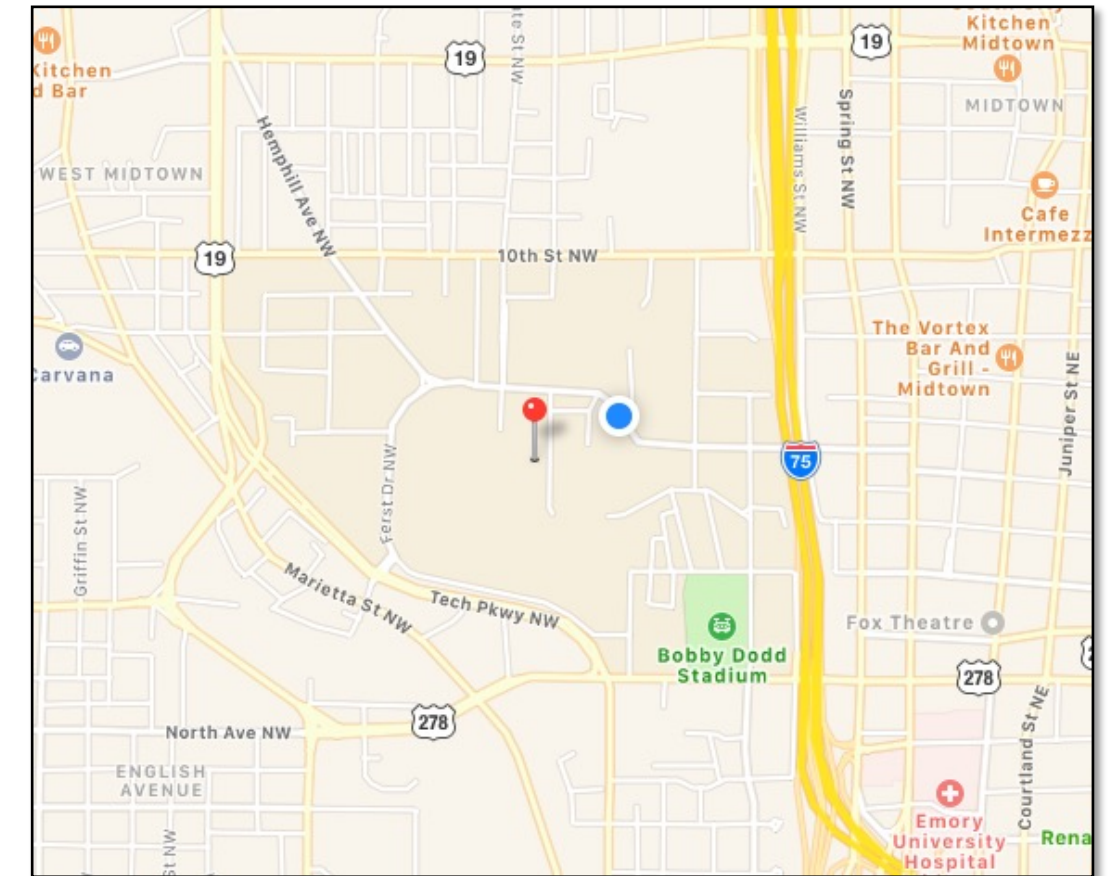 Kitchen
d Bar
19
te St NW
19
Kitchen
Midtown
MIDTOWN
Hemphill Ave NW
Williams St NW
Spring St NW
WEST MIDTOWN
Cafe
Intermezz
19
10th St NW
The Vortex
Bar And
Grill -
Midtown
Carvana
Juniper St NE
75
Griffin St NW
Ferst Dr NW
Marietta St NW
Tech Pkwy NW
Fox Theatre
Bobby Dodd
Stadium
278
278
North Ave NW
Courtland St NE
ENGLISH
AVENUE
Emory
University
Hospital
Rena
St NW